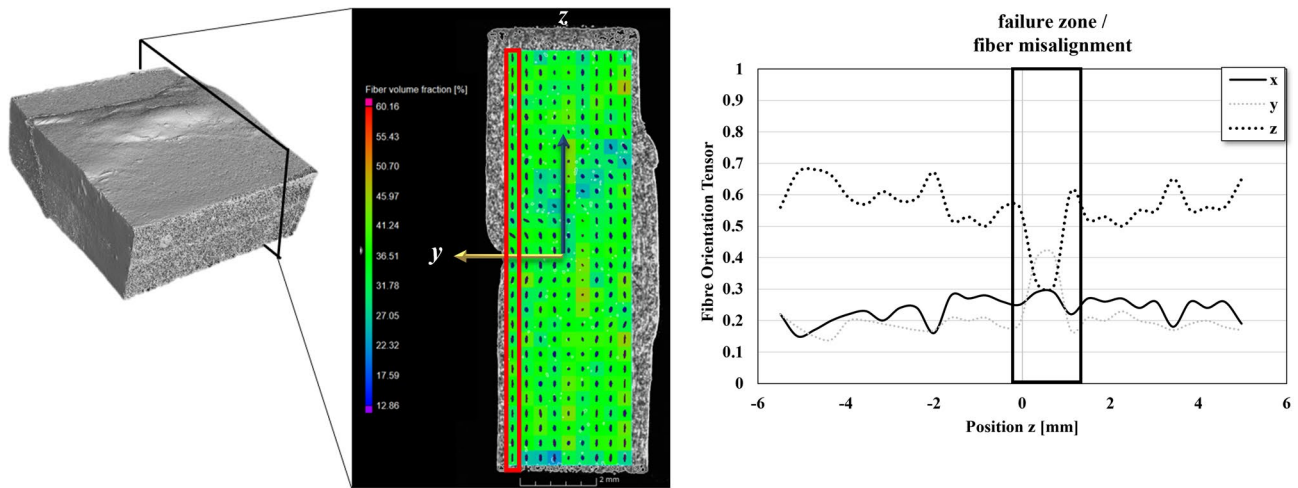 z
Fiber volume fraction [%]
60.16
55.43
50.70
45.97
41.24
36.51
31.78
27.05
22.32
17.59
12.86
y
2 mm
failure zone /
fiber misalignment
1
0.9
0.8
0.7
0.6
0.5
0.4
0.3
0.2
0.1
0
x
y
z
Fibre Orientation Tensor
-6
-4
-2
0
2
4
6
Position z [mm]